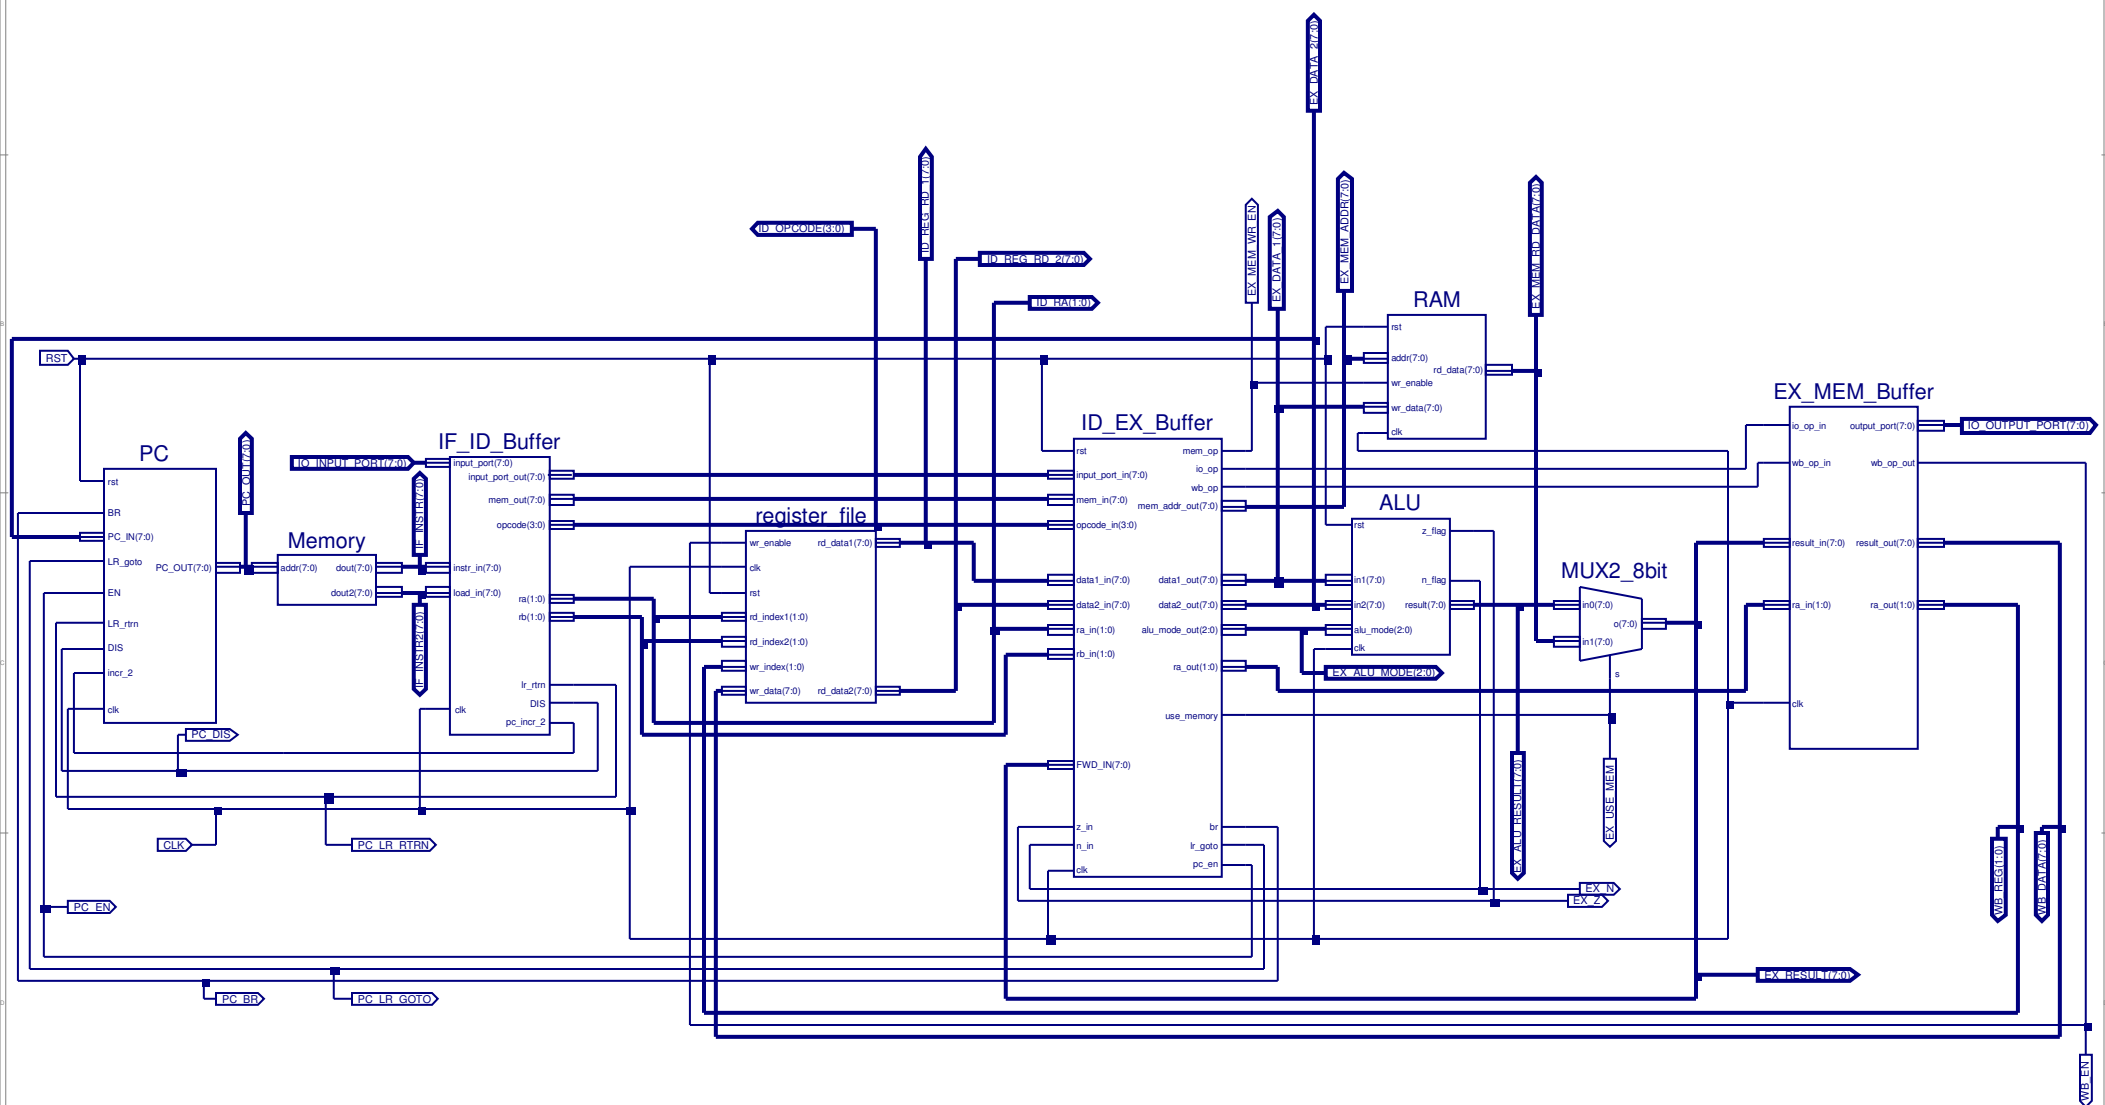 EX_DATA_2(7:0)
ID_REG_RD_1(7:0)
EX_MEM_ADDR(7:0)
EX_MEM_RD_DATA(7:0)
EX_MEM_WR_EN
EX_DATA_1(7:0)
ID_OPCODE(3:0)
ID_REG_RD_2(7:0)
ID_RA(1:0)
RST
RAM
rst
addr(7:0)
rd_data(7:0)
wr_enable
wr_data(7:0)
clk
PC
rst
BR
PC_IN(7:0)
LR_goto
PC_OUT(7:0)
EN
LR_rtrn
DIS
incr_2
clk
PC_OUT(7:0)
Memory
addr(7:0)
dout(7:0)
dout2(7:0)
IO_INPUT_PORT(7:0)
IF_INSTR(7:0)
IF_INSTR2(7:0)
IF_ID_Buffer
input_port(7:0)
input_port_out(7:0)
mem_out(7:0)
opcode(3:0)
instr_in(7:0)
load_in(7:0)
ra(1:0)
rb(1:0)
lr_rtrn
DIS
clk
pc_incr_2
register_file
wr_enable
rd_data1(7:0)
clk
rst
rd_index1(1:0)
rd_index2(1:0)
wr_index(1:0)
wr_data(7:0)
rd_data2(7:0)
ID_EX_Buffer
rst
mem_op
io_op
input_port_in(7:0)
wb_op
mem_in(7:0)
mem_addr_out(7:0)
opcode_in(3:0)
data1_in(7:0)
data1_out(7:0)
data2_in(7:0)
data2_out(7:0)
ra_in(1:0)
alu_mode_out(2:0)
rb_in(1:0)
ra_out(1:0)
use_memory
FWD_IN(7:0)
z_in
br
n_in
lr_goto
pc_en
clk
ALU
rst
z_flag
in1(7:0)
n_flag
in2(7:0)
result(7:0)
alu_mode(2:0)
clk
EX_ALU_MODE(2:0)
MUX2_8bit
in0(7:0)
o(7:0)
in1(7:0)
s
EX_MEM_Buffer
io_op_in
output_port(7:0)
wb_op_in
wb_op_out
result_in(7:0)
result_out(7:0)
ra_in(1:0)
ra_out(1:0)
clk
IO_OUTPUT_PORT(7:0)
PC_DIS
CLK
PC_LR_RTRN
PC_EN
PC_BR
PC_LR_GOTO
EX_ALU_RESULT(7:0)
EX_USE_MEM
EX_N
EX_Z
EX_RESULT(7:0)
WB_REG(1:0)
WB_DATA(7:0)
WB_EN